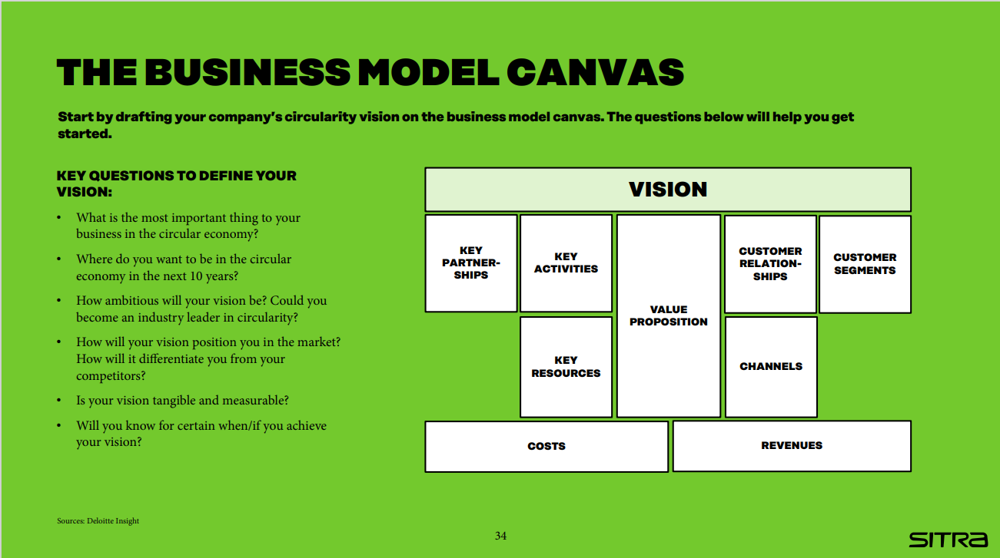 THE BUSINESS MODEL CANVAS
Start by drafting your company's circularity vision on the business model canvas. The questions below will help you get
started.
KEY QUESTIONS TO DEFINE YOUR
VISION:
• What is the most important thing to your
business in the circular economy?
• Where do you want to be in the circular
economy in the next 10 years?
• How ambitious will your vision be? Could you
become an industry leader in circularity?
• How will your vision position you in the market?
How will it differentiate you from your
competitors?
• Is your vision tangible and measurable?
• Will you know for certain when/if you achieve
your vision?
VISION
KEY
PARTNER-
SHIPS
KEY
ACTIVITIES
KEY
RESOURCES
VALUE
PROPOSITION
CUSTOMER
RELATION-
SHIPS
CHANNELS
CUSTOMER
SEGMENTS
COSTS
REVENUES
Sources: Deloitte Insight
34
SITRA